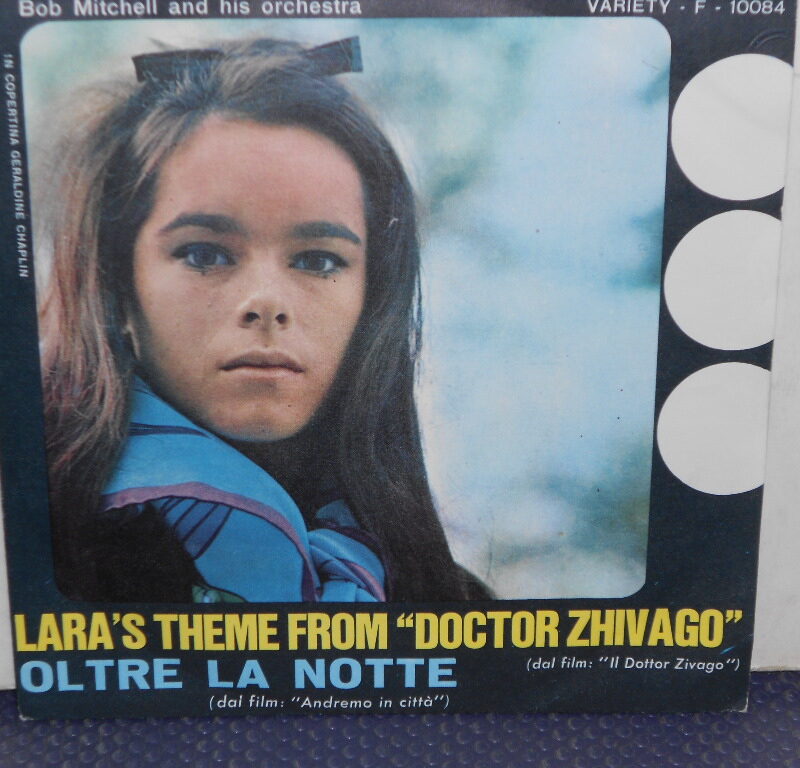 Bob Mitchell and his orchestra
VARIETY - F - 10084
IN COPERTINA GERALDINE CHAPLIN
LARA'S THEME FROM “DOCTOR ZHIVAGO”
(dal film: “Il Dottor Zivago”)
OLTRE LA NOTTE
(dal film: “Andremo in città”)